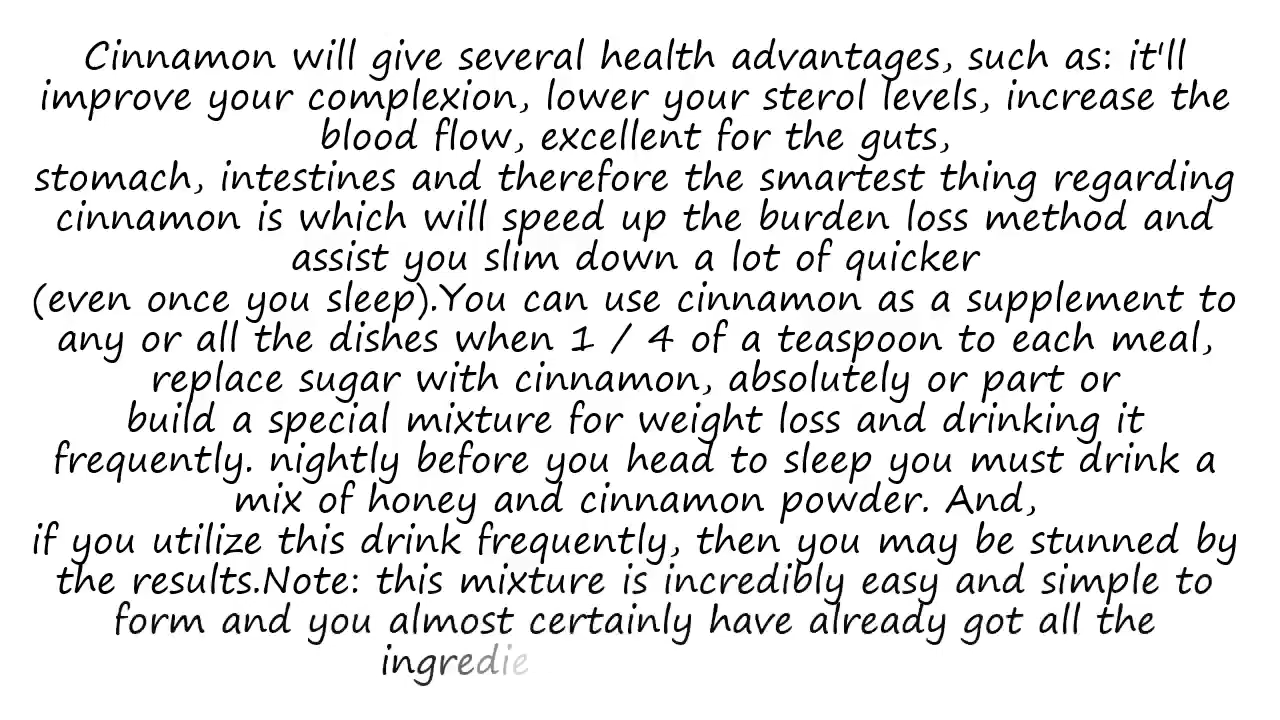 Cinnamon will give several health advantages, such as: it'll
improve your complexion, lower your sterol levels, increase the
blood flow, excellent for the guts,
stomach, intestines and therefore the smartest thing regarding
cinnamon is which will speed up the burden loss method and
assist you slim down a lot of quicker
(even once you sleep).You can use cinnamon as a supplement to
any or all the dishes when 1 / 4 of a teaspoon to each meal,
replace sugar with cinnamon, absolutely or part or
build a special mixture for weight loss and drinking it
frequently. nightly before you head to sleep you must drink a
mix of honey and cinnamon powder. And,
if you utilize this drink frequently, then you may be stunned by
the results.Note: this mixture is incredibly easy and simple to
form and you almost certainly have already got all the
ingredie